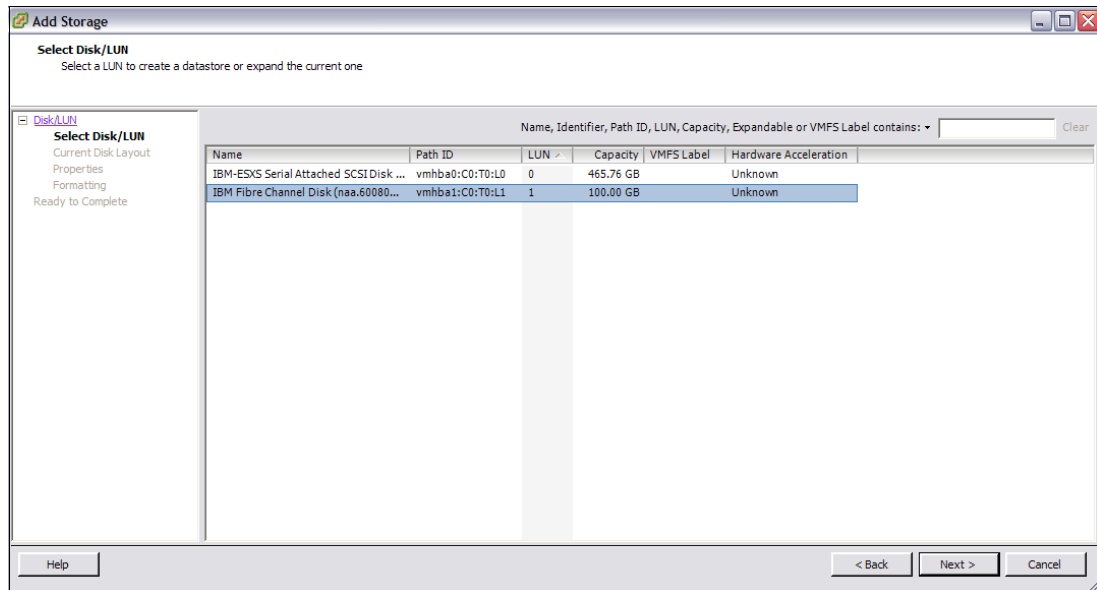 Add Storage
Select Disk/LUN
Select a LUN to create a datastore or expand the current one
Disk/LUN
Select Disk/LUN
Current Disk Layout
Properties
Formatting
Ready to Complete
Name, Identifier, Path ID, LUN, Capacity, Expandable or VMFS Label contains: Clear
Name Path ID LUN Capacity VMFS Label Hardware Acceleration
IBM-ESXS Serial Attached SCSI Disk ... vmhba0:C0:T0:L0 0 465.76 GB Unknown
IBM Fibre Channel Disk (naa.60080... vmhba1:C0:T0:L1 1 100.00 GB Unknown
Help < Back Next > Cancel